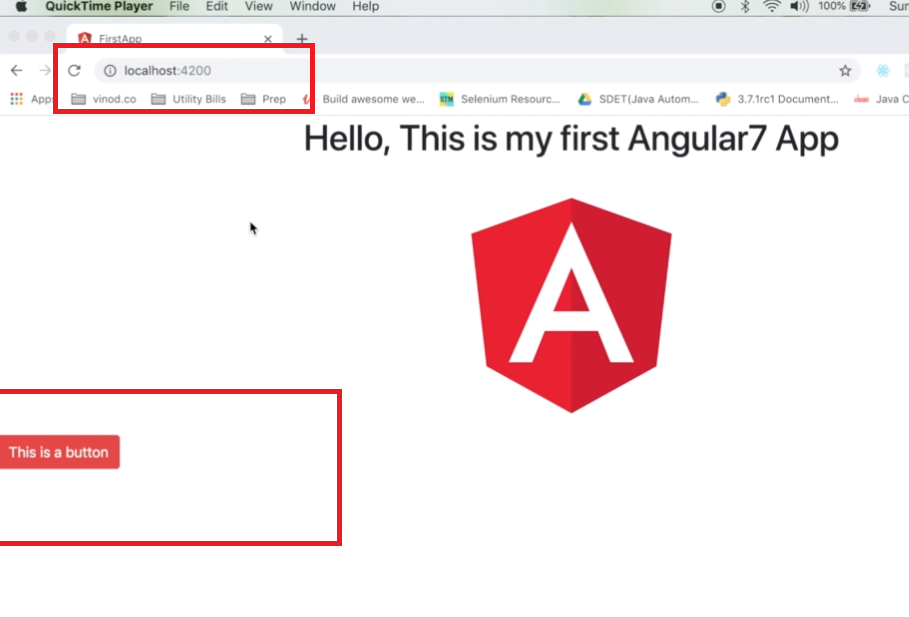 QuickTime Player File Edit View Window Help 100% Sun
FirstApp
localhost:4200
Apps vinod.co Utility Bills Prep Build awesome we... STM Selenium Resourc... SDET(Java Autom... 3.7.1rc1 Document... Java C
Hello, This is my first Angular7 App
A
This is a button